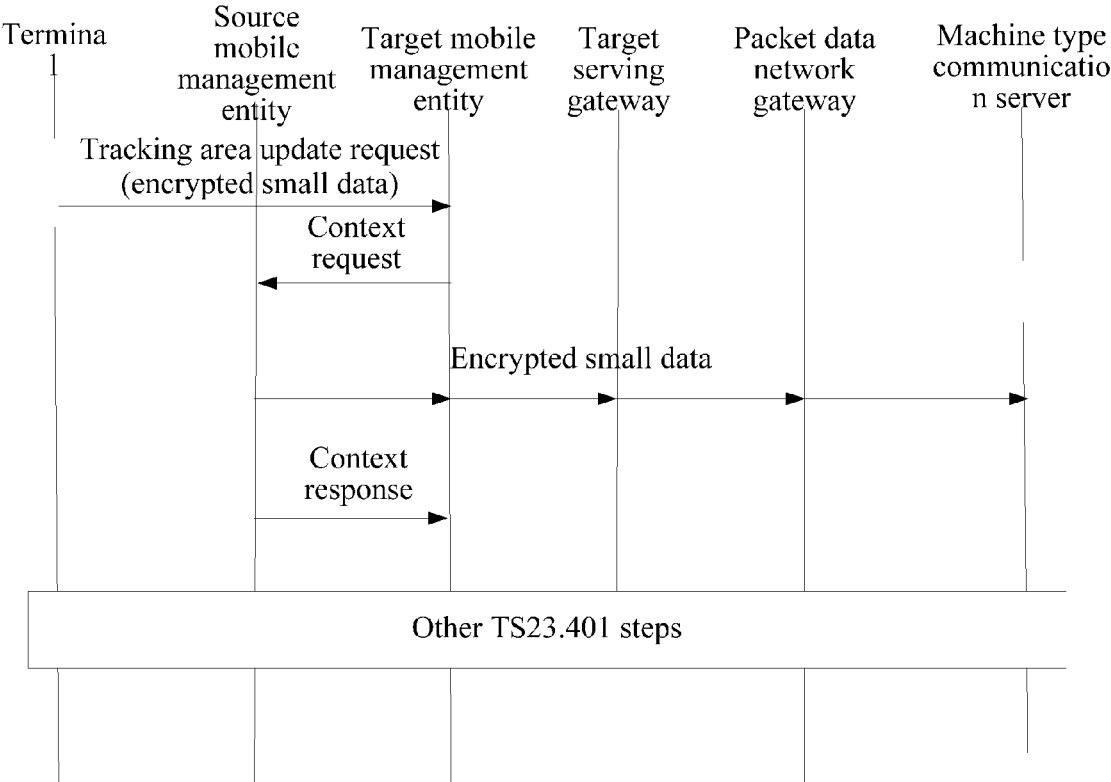 Termina
l
Source
mobile
management
entity
Target mobile
management
entity
Target
serving
gateway
Packet data
network
gateway
Machine type
communicatio
n server
Tracking area update request
(encrypted small data)
Context
request
Encrypted small data
Context
response
Other TS23.401 steps